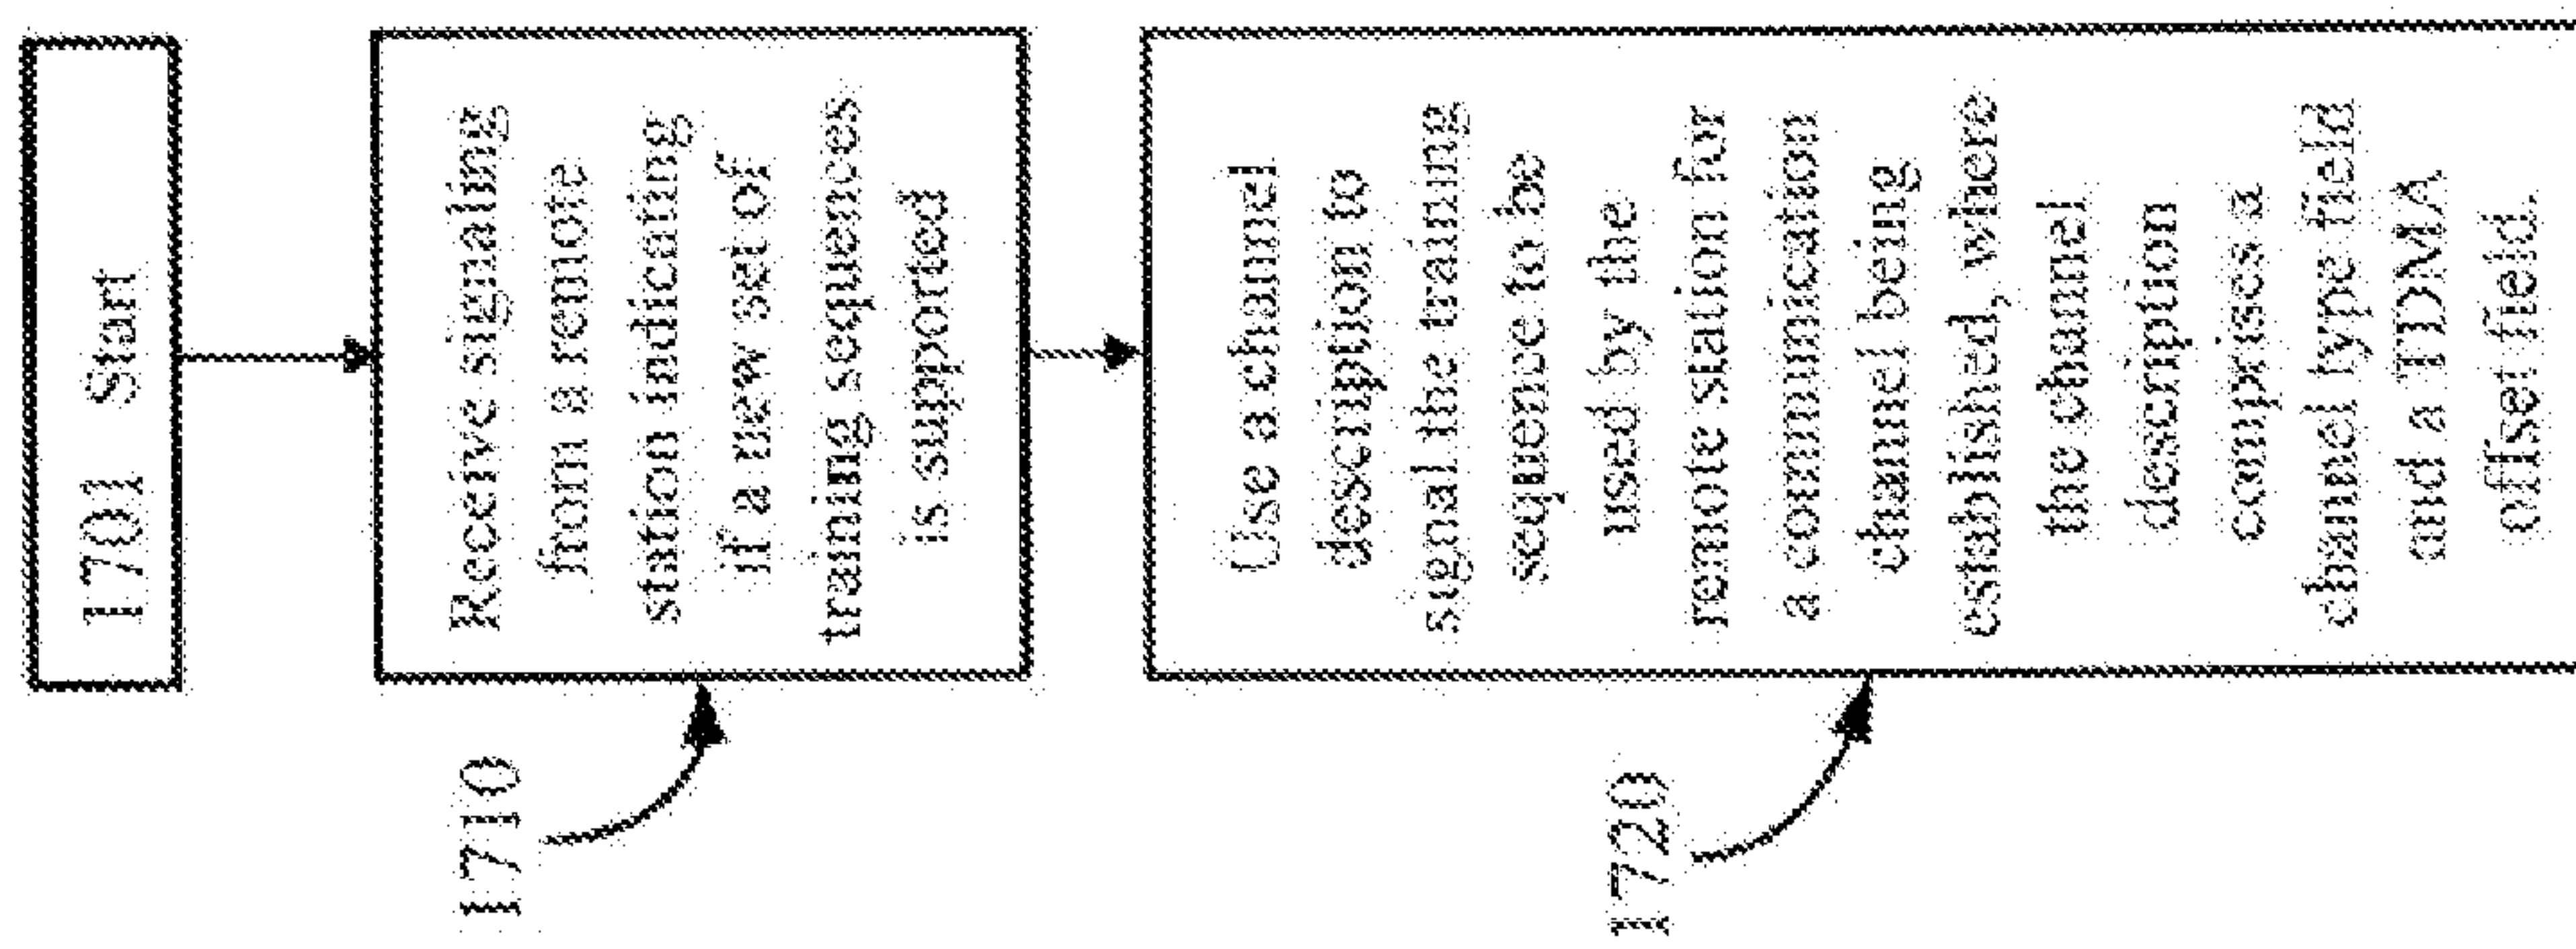 1701 Start
1710
Receive signaling
from a remote
station indicating
if a new set of
training sequences
is supported
1720
Use a channel
description to
signal the training
sequence to be
used by the
remote station for
a communication
channel being
established, where
the channel
description
comprises a
channel type field
and a TDMA
offset field.